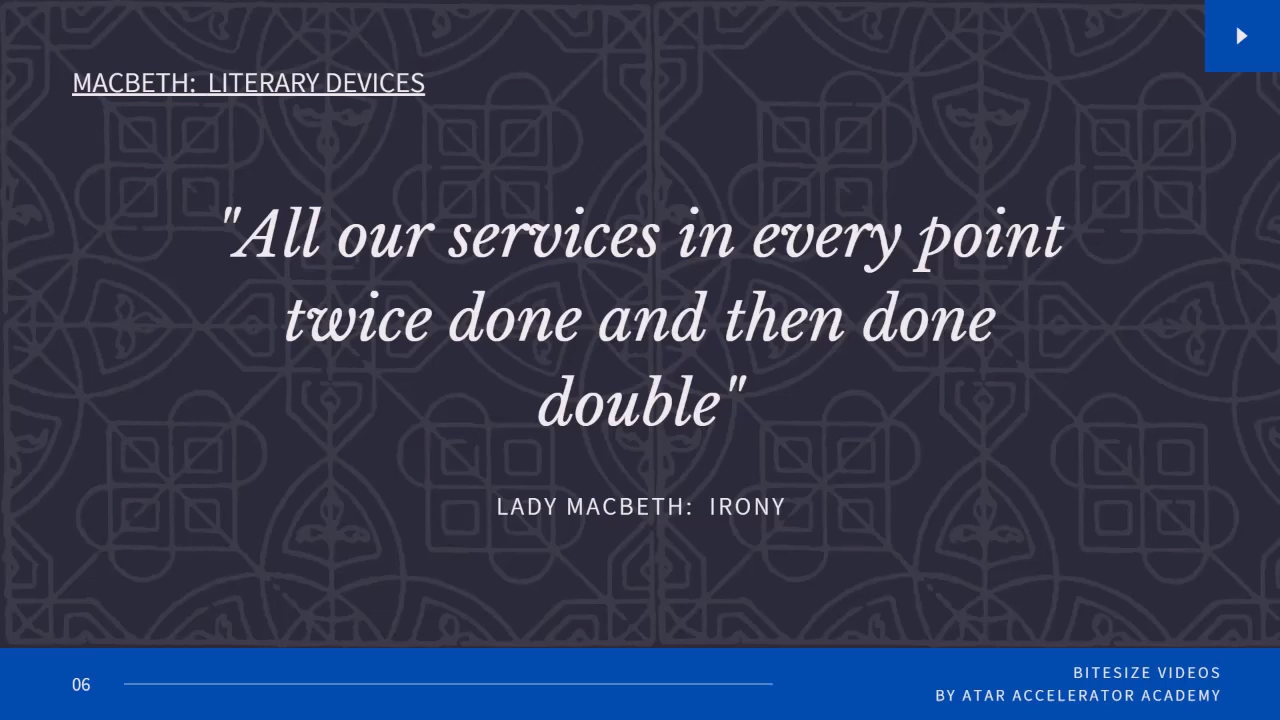 MACBETH: LITERARY DEVICES
"All our services in every point
twice done and then done
double"
LADY MACBETH: IRONY
06
BITESIZE VIDEOS
BY ATAR ACCELERATOR ACADEMY